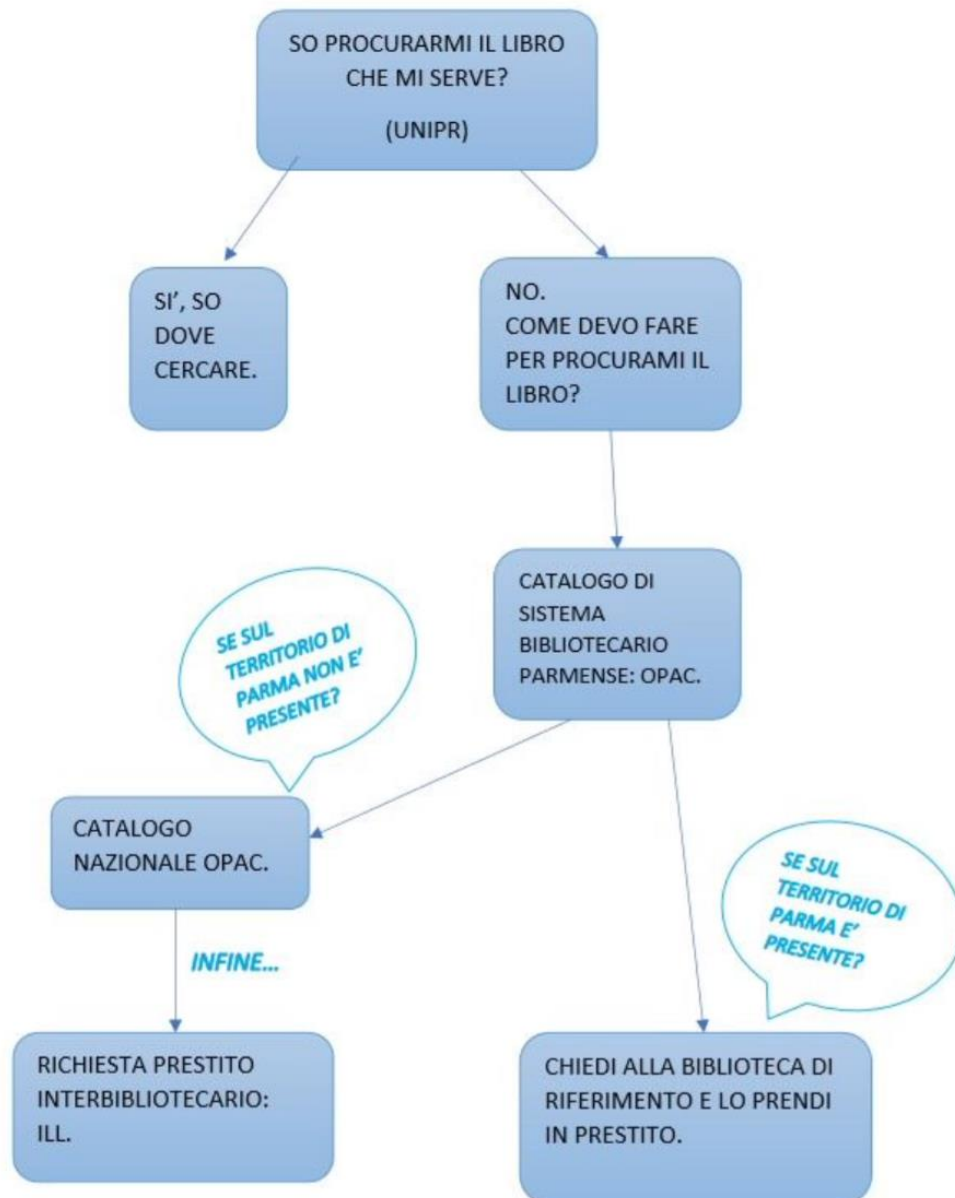 SO PROCURARMI IL LIBRO
CHE MI SERVE?
(UNIPR)
SI', SO
DOVE
CERCARE.
NO.
COME DEVO FARE
PER PROCURAMI IL
LIBRO?
CATALOGO DI
SISTEMA
BIBLIOTECARIO
PARMENSE: OPAC.
SE SUL
TERRITORIO DI
PARMA NON E'
PRESENTE?
CATALOGO
NAZIONALE OPAC.
SE SUL
TERRITORIO DI
PARMA E'
PRESENTE?
INFINE...
RICHIESTA PRESTITO
INTERBIBLIOTECARIO:
ILL.
CHIEDI ALLA BIBLIOTECA DI
RIFERIMENTO E LO PRENDI
IN PRESTITO.